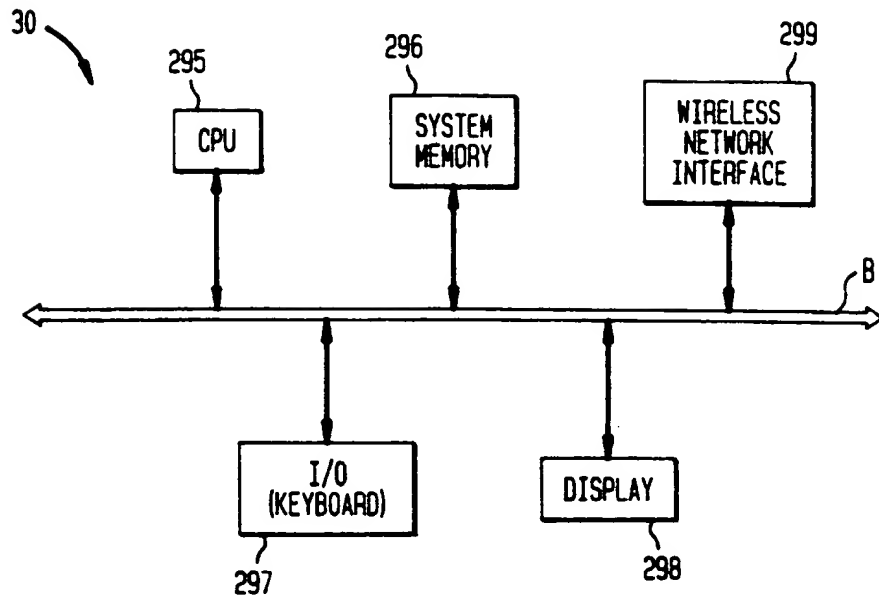 30
295
CPU
296
SYSTEM
MEMORY
299
WIRELESS
NETWORK
INTERFACE
B
I/O
(KEYBOARD)
297
DISPLAY
298